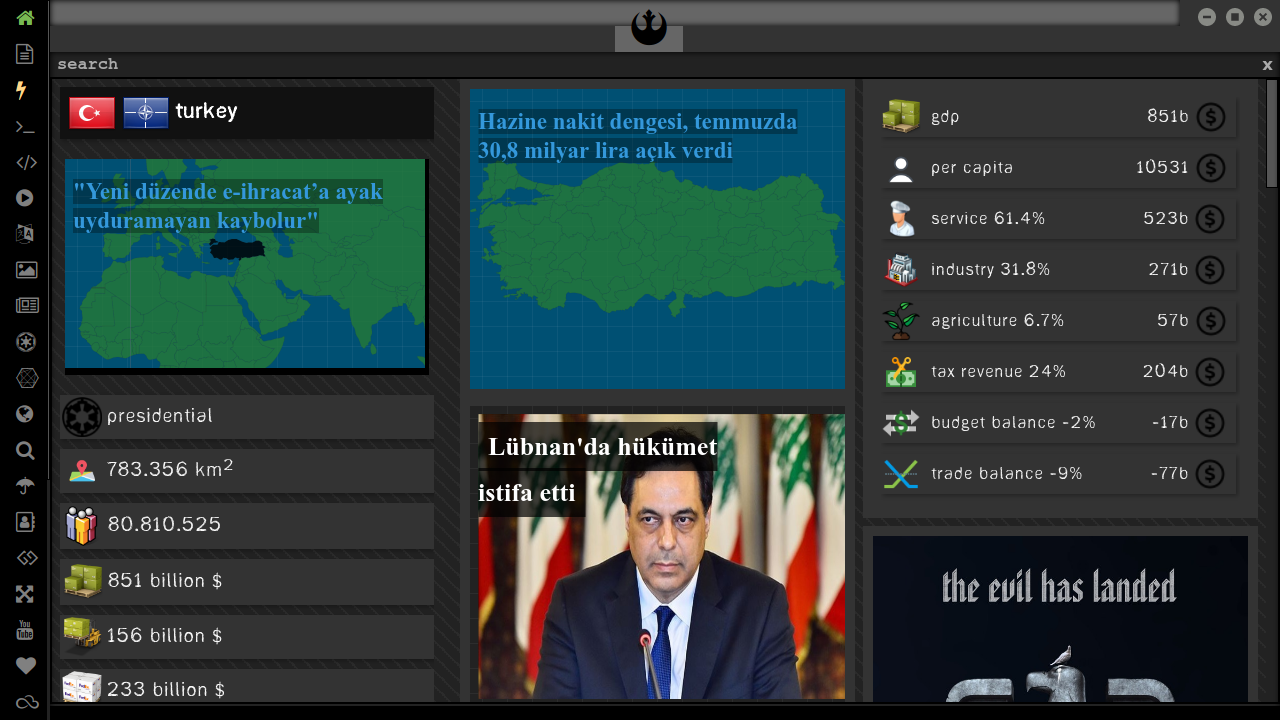 search
x
turkey
"Yeni düzende e-ihracat’a ayak
uyduramayan kaybolur"
presidential
783.356 km²
80.810.525
851 billion $
156 billion $
233 billion $
Hazine nakit dengesi, temmuzda
30,8 milyar lira açık verdi
Lübnan'da hükümet
istifa etti
gdp 851b $
per capita 10531 $
service 61.4% 523b $
industry 31.8% 271b $
agriculture 6.7% 57b $
tax revenue 24% 204b $
budget balance -2% -17b $
trade balance -9% -77b $
the evil has landed
You
Tube